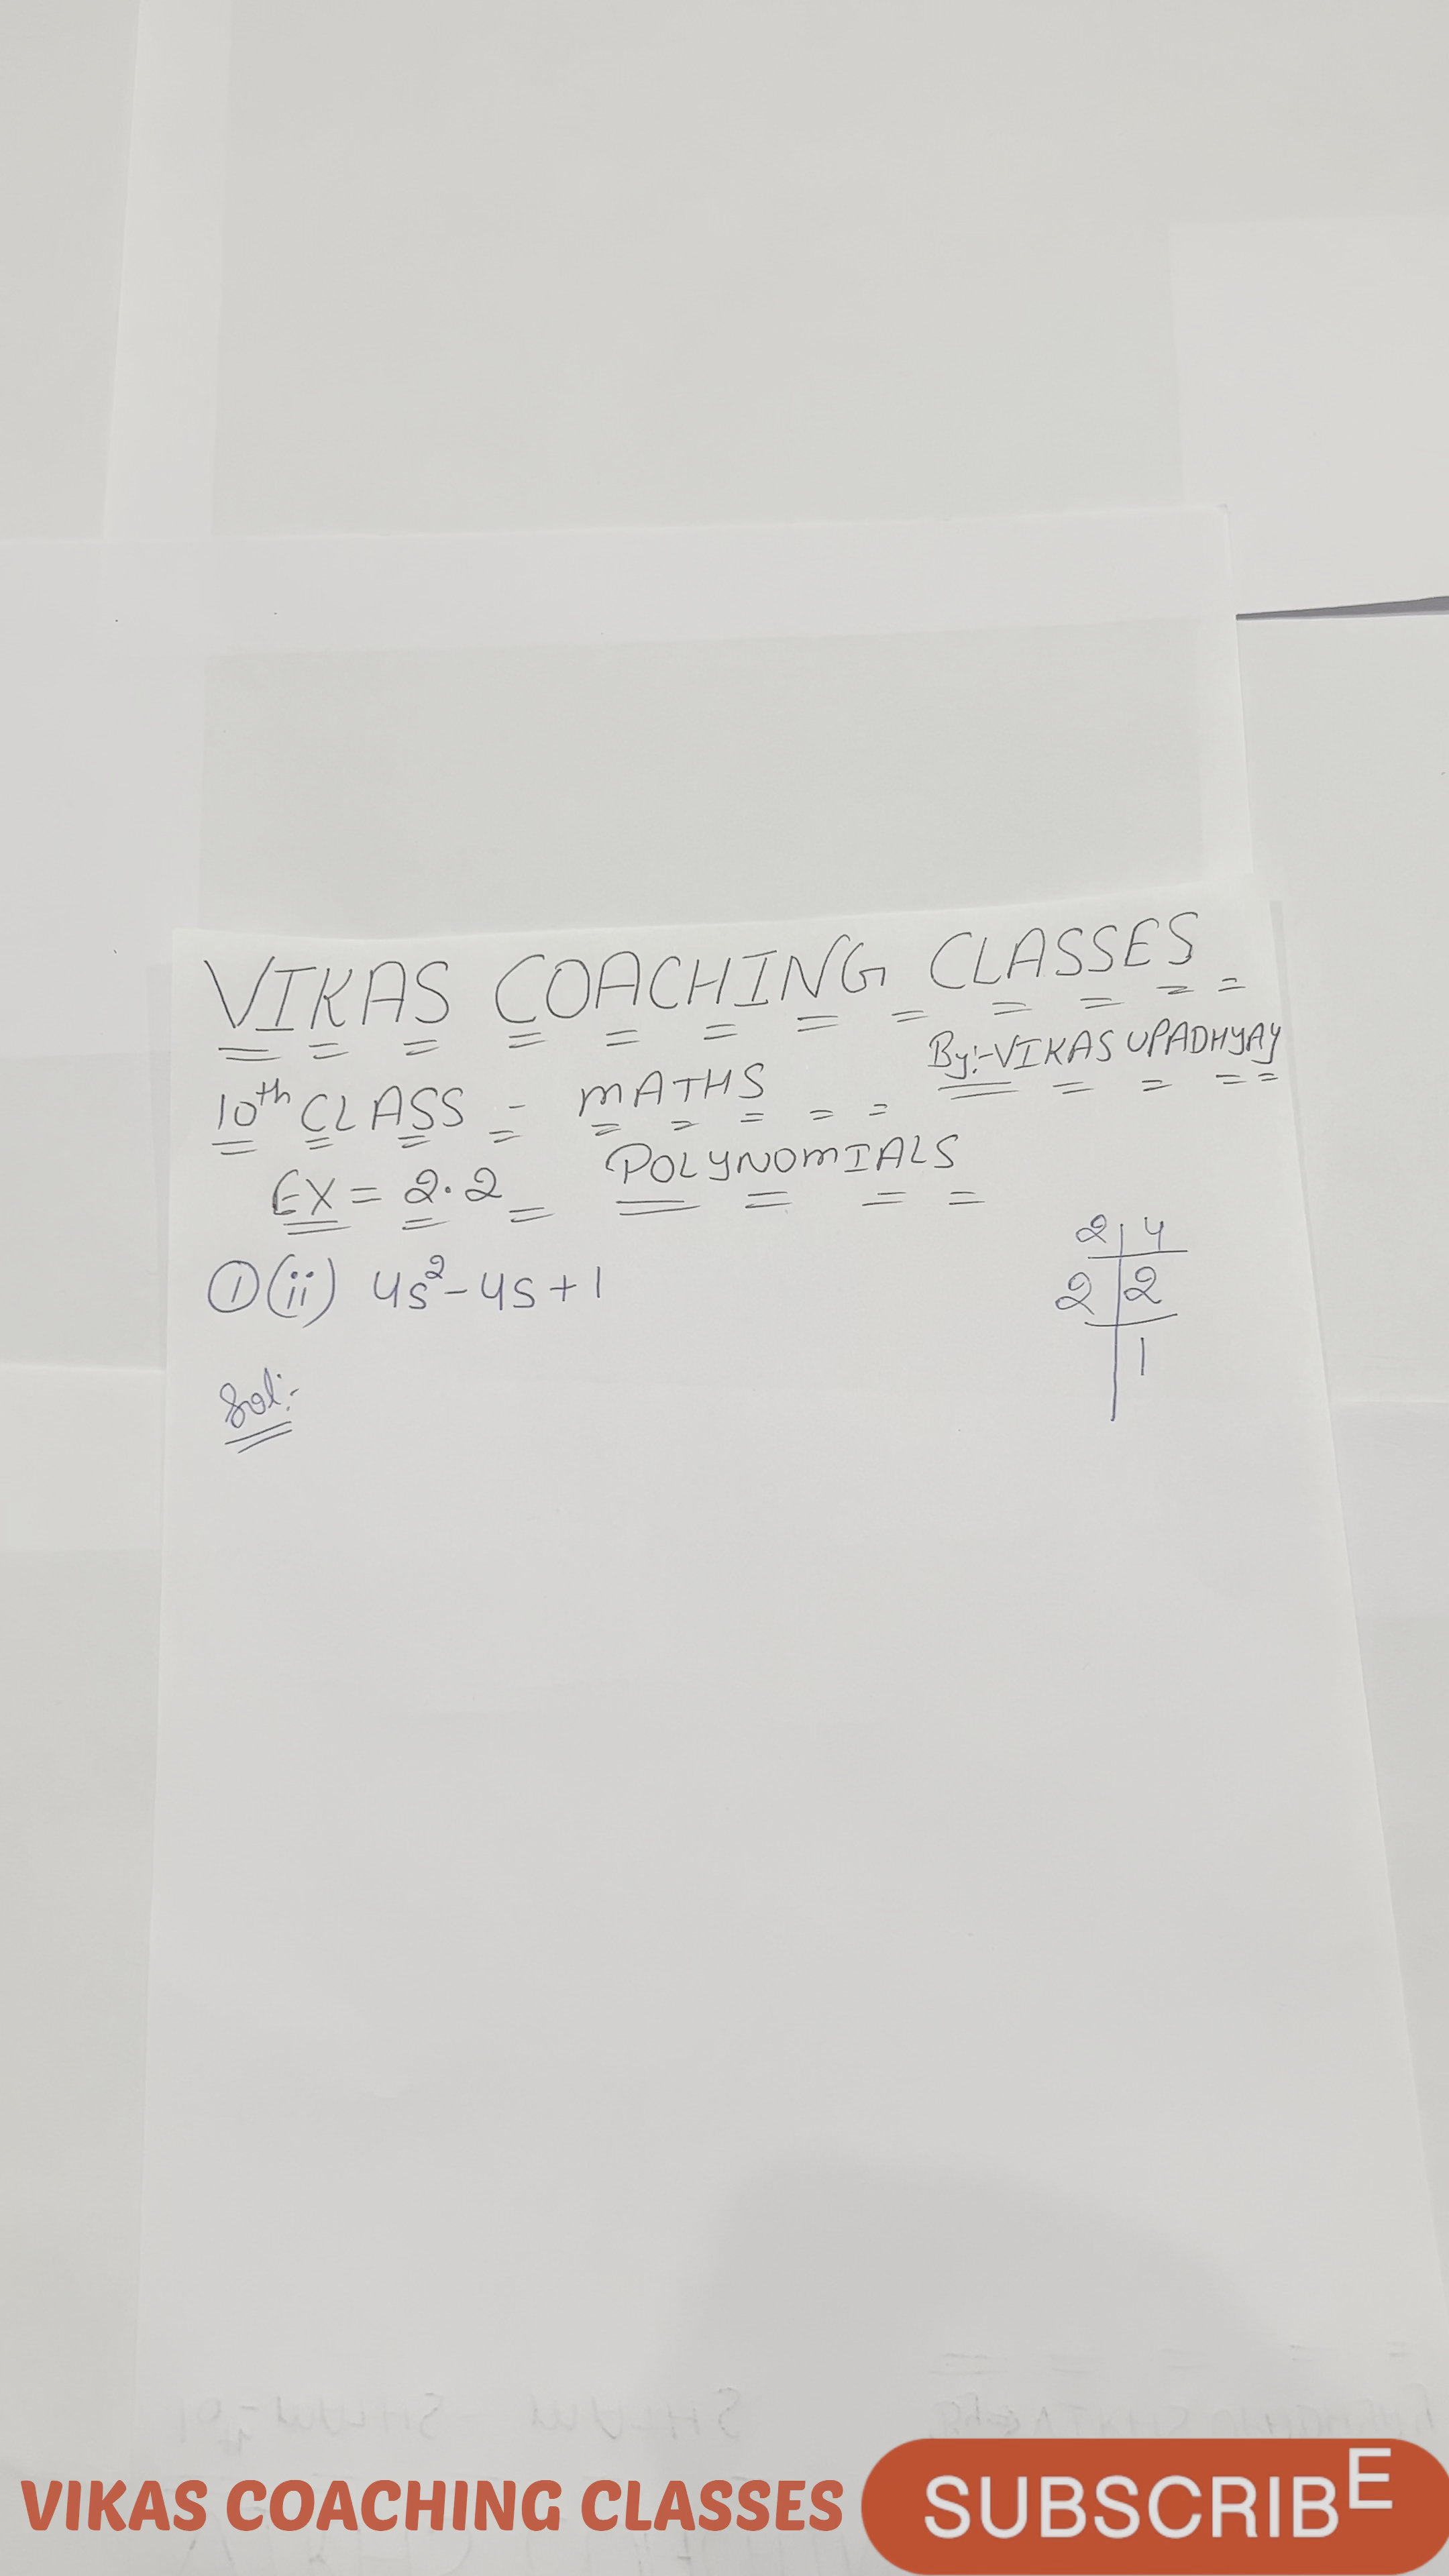 VIKAS COACHING CLASSES
By:-VIKAS UPADHYAY
10th CLASS - MATHS
EX = 2.2 POLYNOMIALS
① (ii) 4s² - 4s + 1
2 | 4
2 | 2
| 1
Sol:-
VIKAS COACHING CLASSES
SUBSCRIBE